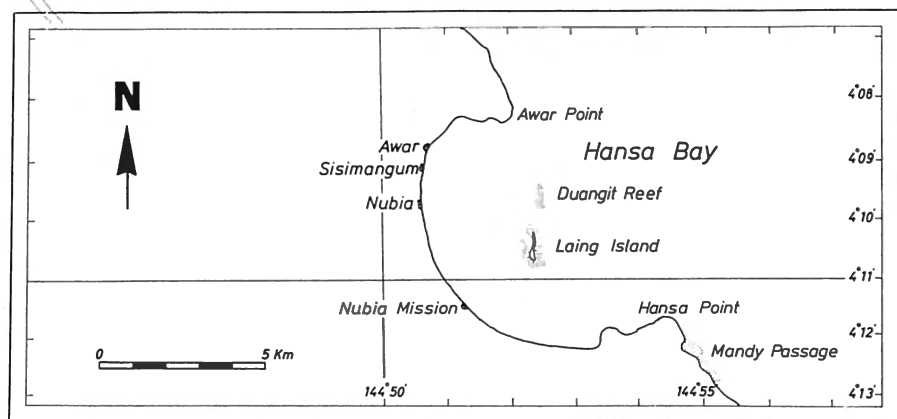 N
4°08'
Awar Point
Awar
Hansa Bay
4°09'
Sisimangum
Duangit Reef
Nubia
4°10'
Laing Island
4°11'
Nubia Mission
Hansa Point
4°12'
0 5 Km
Mandy Passage
144°50'
144°55'
4°13'